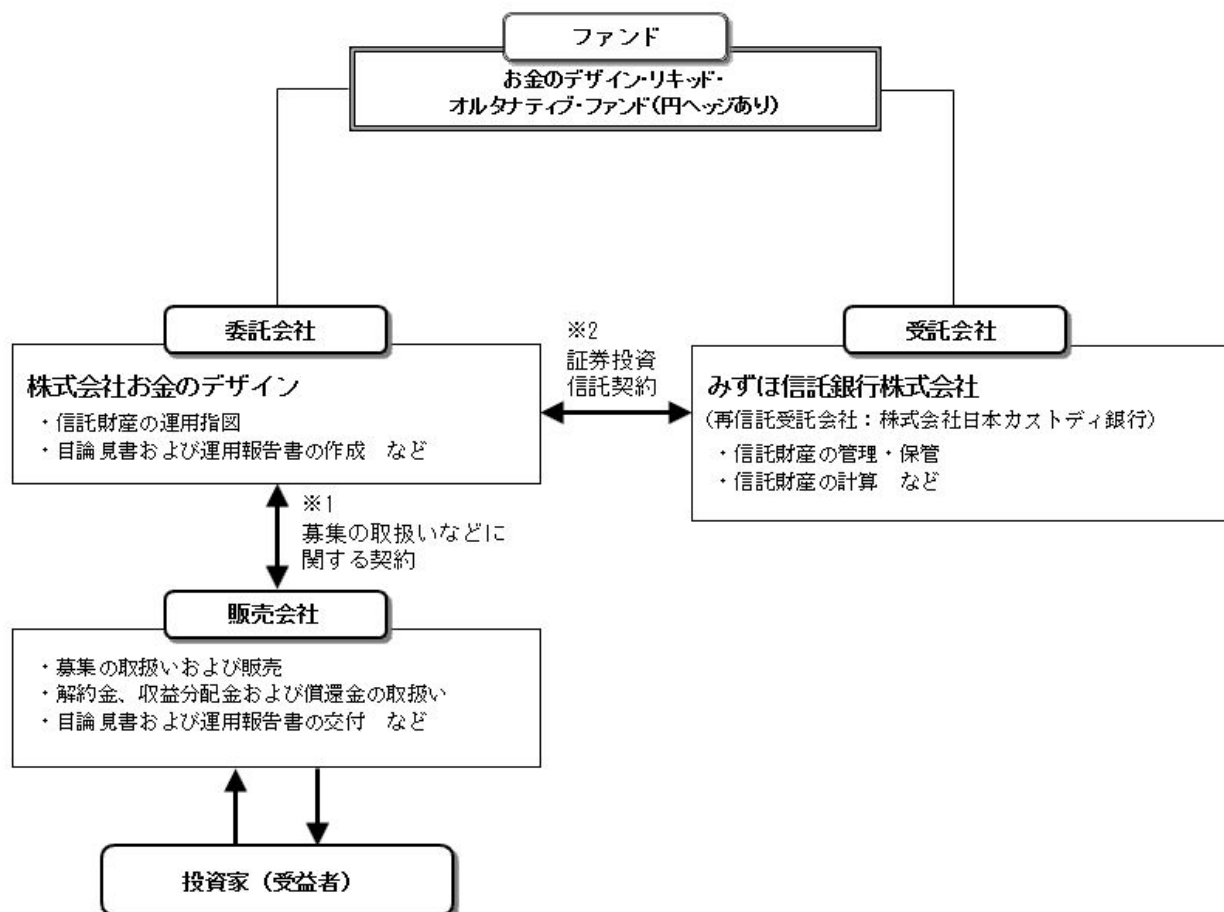 ファンド
お金のデザイン・リキッド・
オルタナティブ・ファンド(円ヘッジあり)
委託会社
株式会社お金のデザイン
・信託財産の運用指図
・目論見書および運用報告書の作成　など
※2
証券投資
信託契約
受託会社
みずほ信託銀行株式会社
(再信託受託会社：株式会社日本カストディ銀行)
・信託財産の管理・保管
・信託財産の計算　など
※1
募集の取扱いなどに
関する契約
販売会社
・募集の取扱いおよび販売
・解約金、収益分配金および償還金の取扱い
・目論見書および運用報告書の交付　など
投資家（受益者）